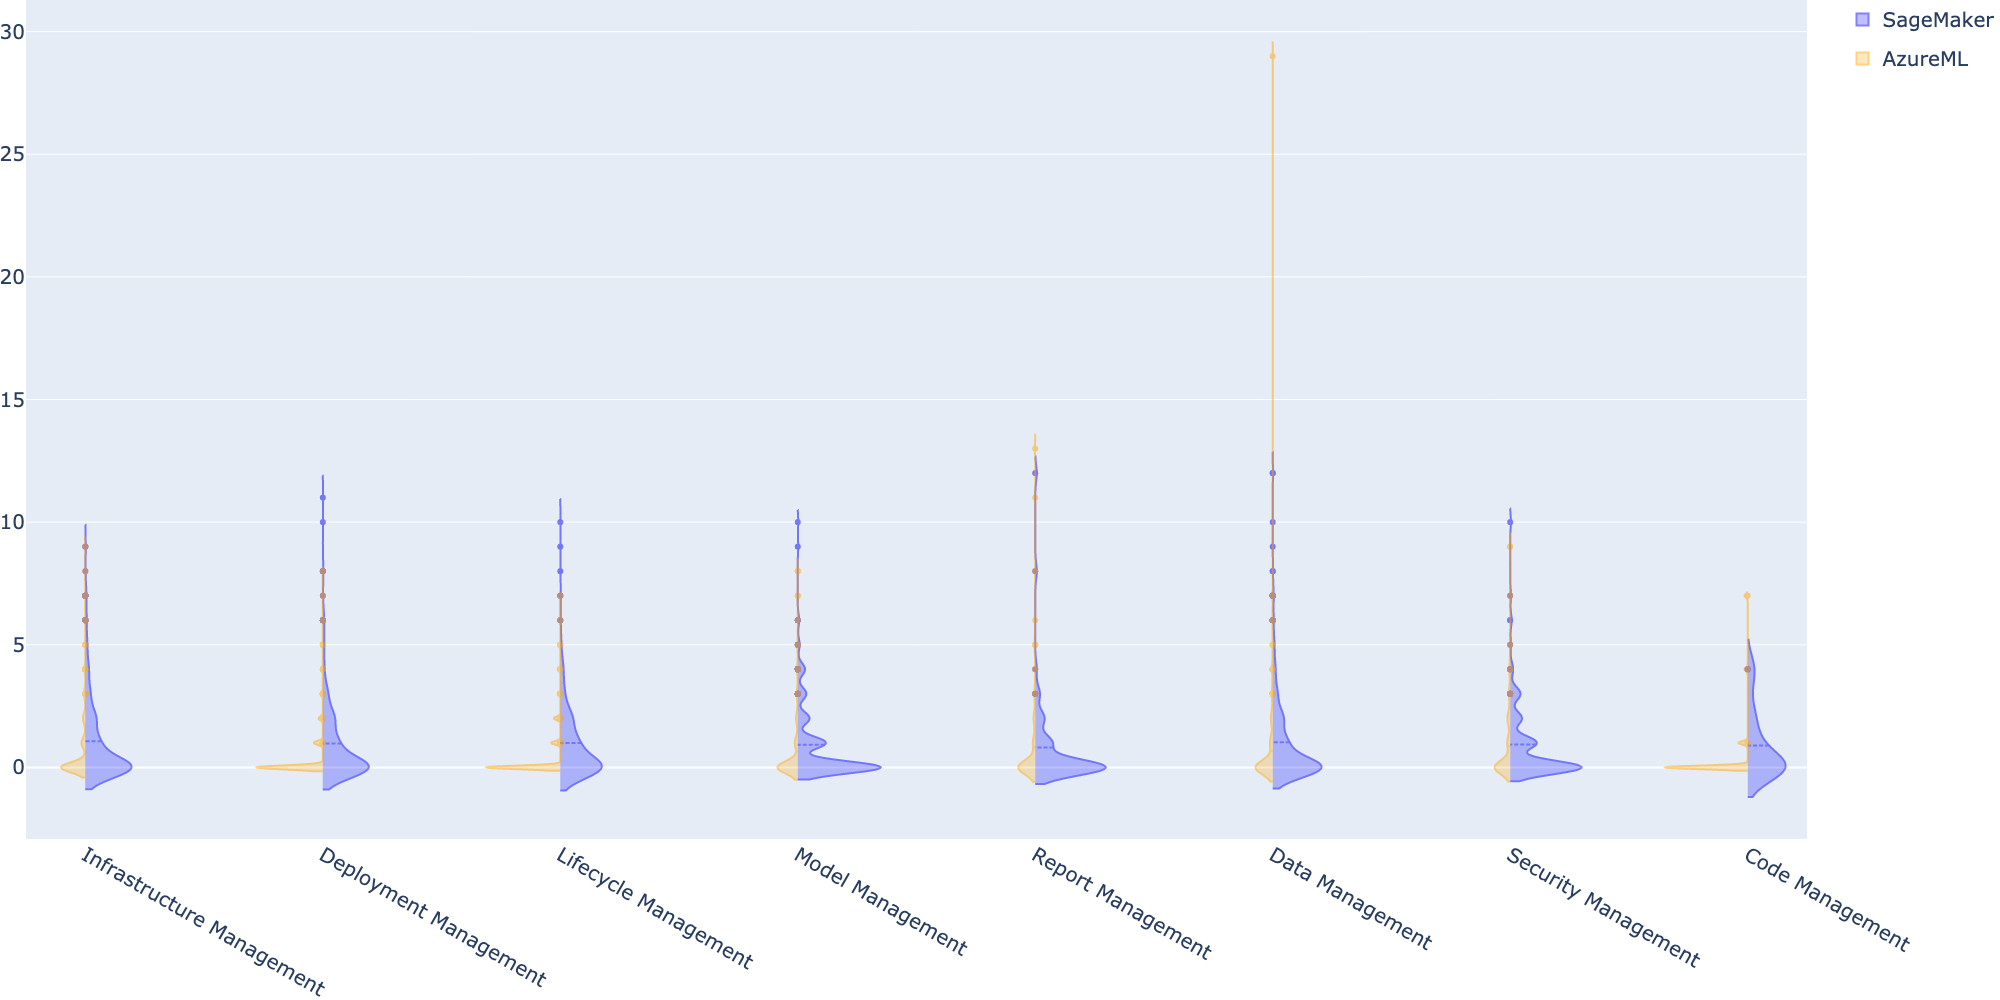 30
25
20
15
10
5
0
Infrastructure Management
Deployment Management
Lifecycle Management
Model Management
Report Management
Data Management
Security Management
Code Management
SageMaker
AzureML